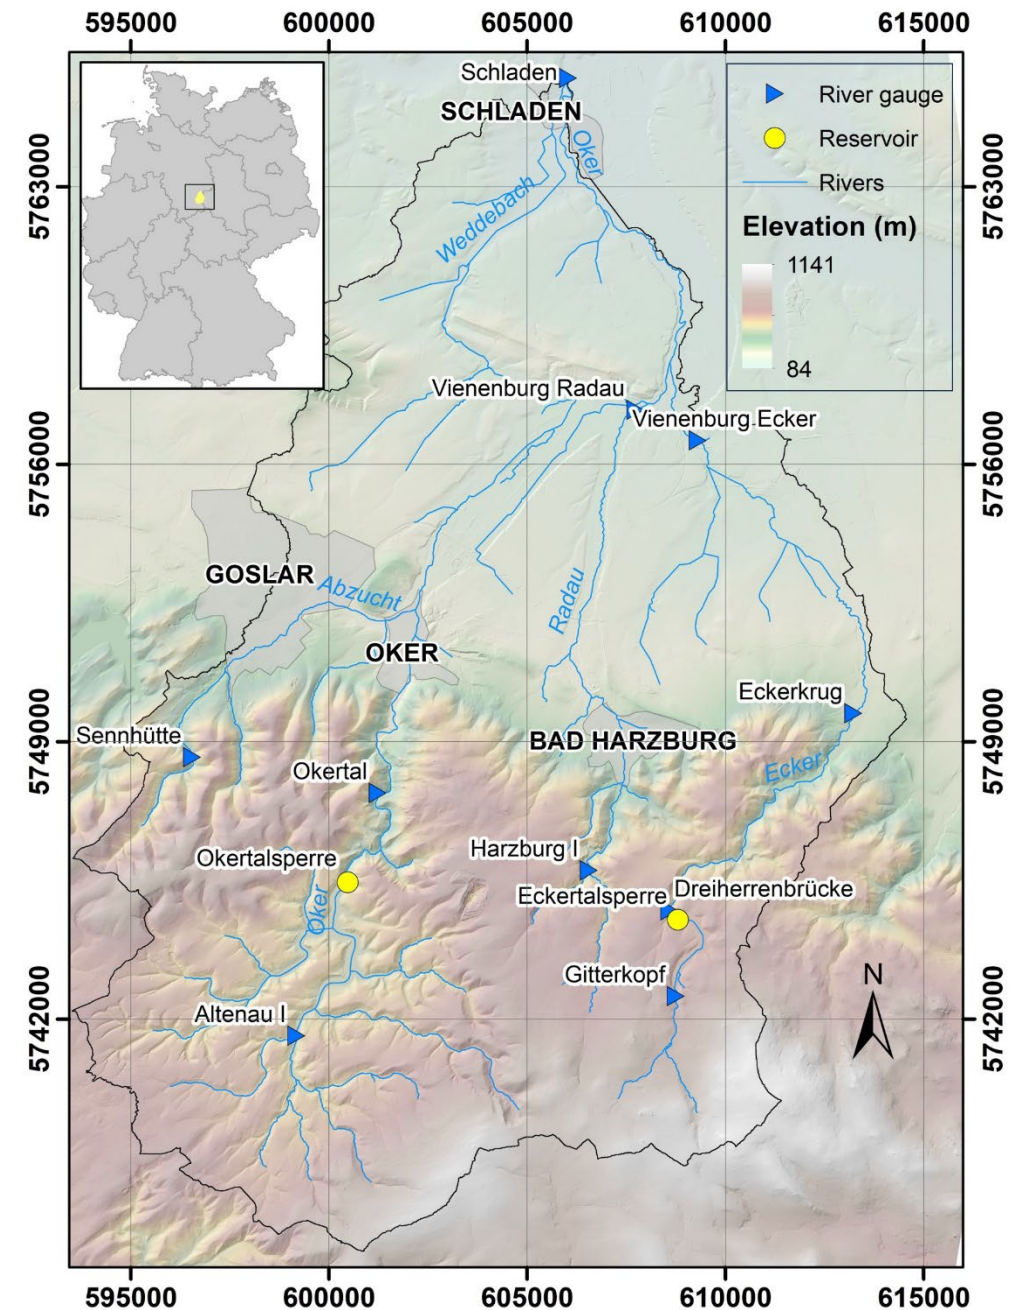 595000 600000 605000 610000 615000
Schladen
SCHLADEN
Oker
Weddebach
River gauge
Reservoir
Rivers
Elevation (m)
1141
84
5763000
5763000
Vienenburg Radau
Vienenburg Ecker
5756000
5756000
GOSLAR
Abzucht
Radau
OKER
Eckerkrug
Sennhütte
BAD HARZBURG
5749000
5749000
Okertal
Ecker
Harzburg I
Okertalsperre
Oker
Eckertalsperre
Dreiherrenbrücke
Gitterkopf
N
Altenau I
5742000
5742000
595000 600000 605000 610000 615000